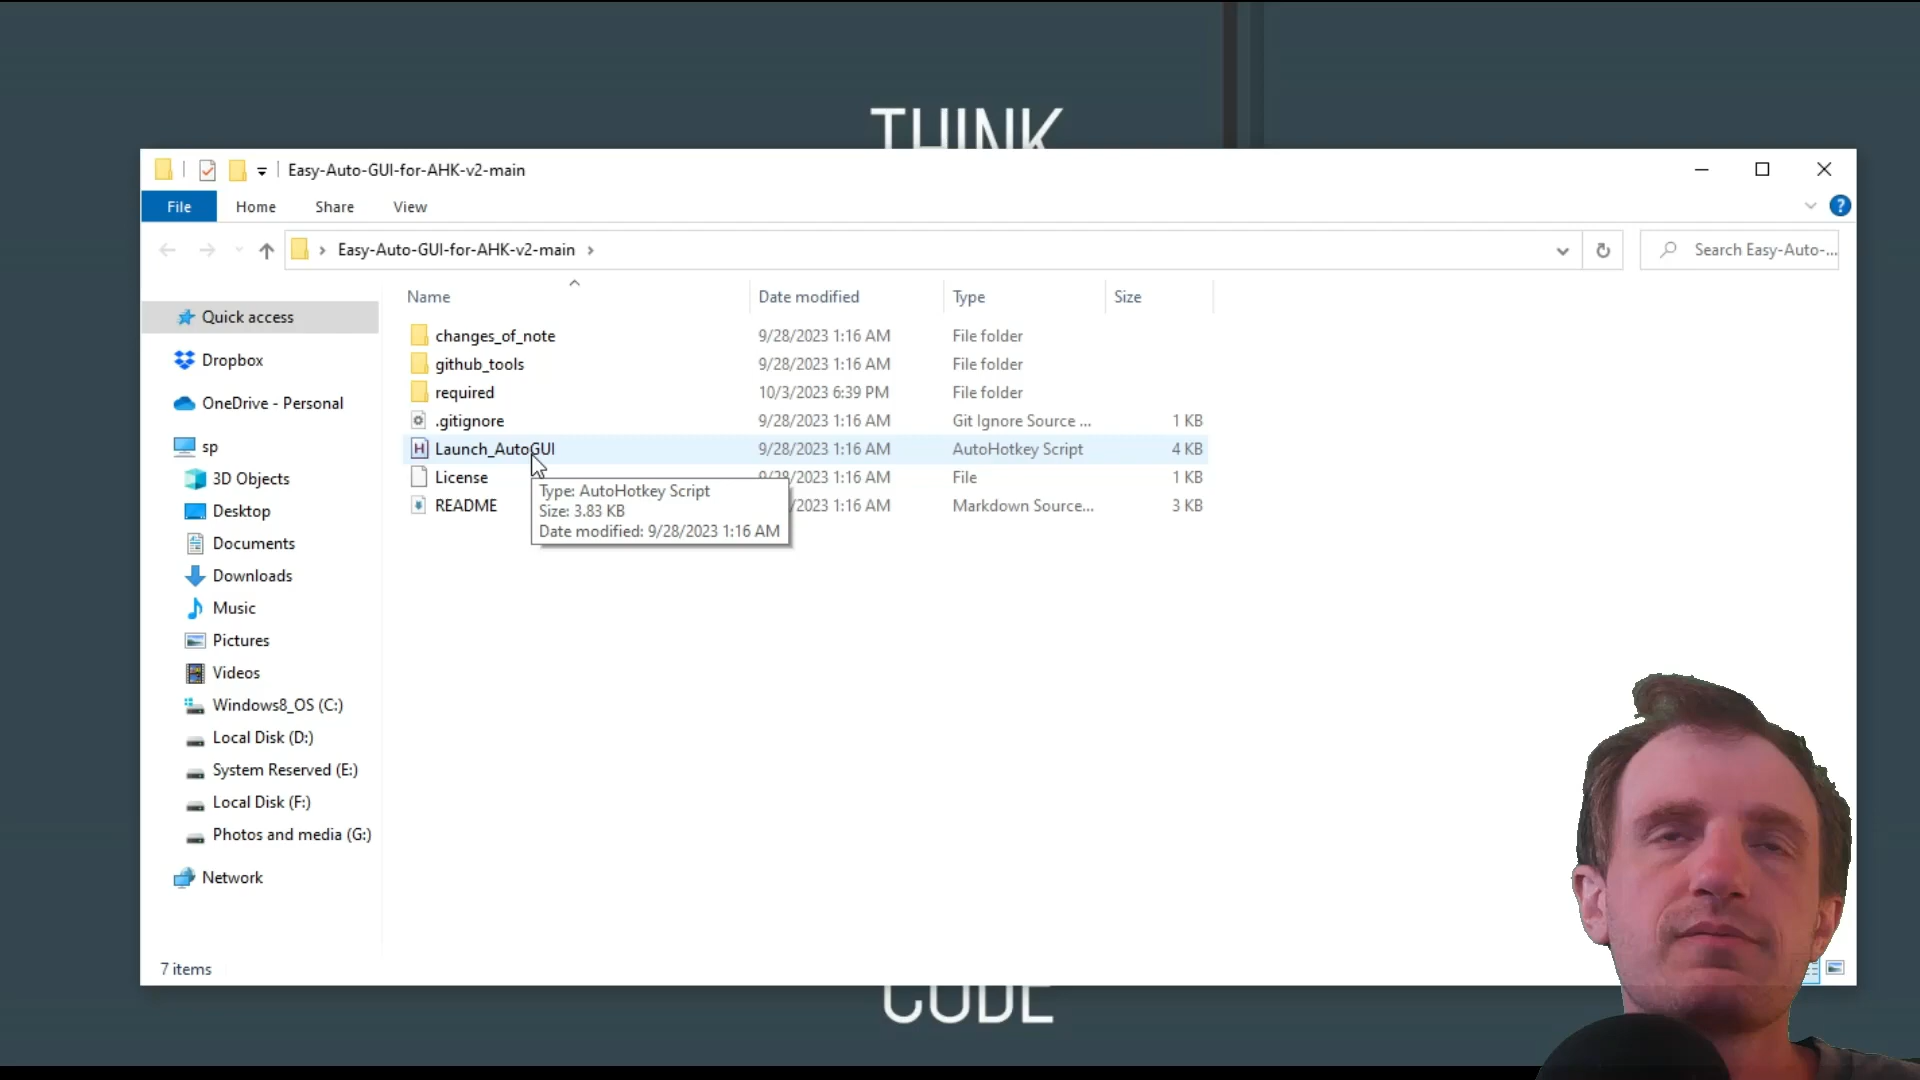 THINK
Easy-Auto-GUI-for-AHK-v2-main
File Home Share View
Easy-Auto-GUI-for-AHK-v2-main
Search Easy-Auto-...
Name Date modified Type Size
Quick access
Dropbox
OneDrive - Personal
sp
3D Objects
Desktop
Documents
Downloads
Music
Pictures
Videos
Windows8_OS (C:)
Local Disk (D:)
System Reserved (E:)
Local Disk (F:)
Photos and media (G:)
Network
changes_of_note 9/28/2023 1:16 AM File folder
github_tools 9/28/2023 1:16 AM File folder
required 10/3/2023 6:39 PM File folder
.gitignore 9/28/2023 1:16 AM Git Ignore Source ... 1 KB
Launch_AutoGUI 9/28/2023 1:16 AM AutoHotkey Script 4 KB
License 9/28/2023 1:16 AM File 1 KB
README /2023 1:16 AM Markdown Source... 3 KB
Type: AutoHotkey Script
Size: 3.83 KB
Date modified: 9/28/2023 1:16 AM
7 items
CODE